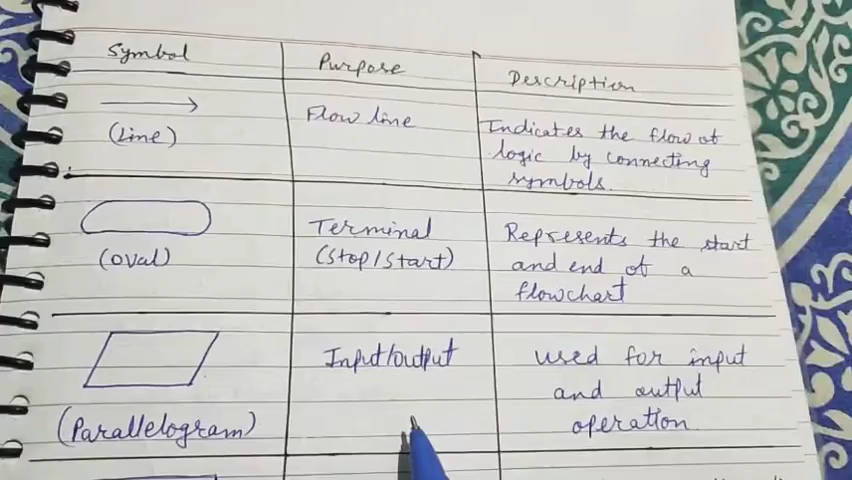 Symbol Purpose Description
(Line) Flow line Indicates the flow of
logic by connecting
symbols.
(oval) Terminal
(Stop/Start) Represents the start
and end of a
flowchart
(Parallelogram) Input/output used for input
and output
operation